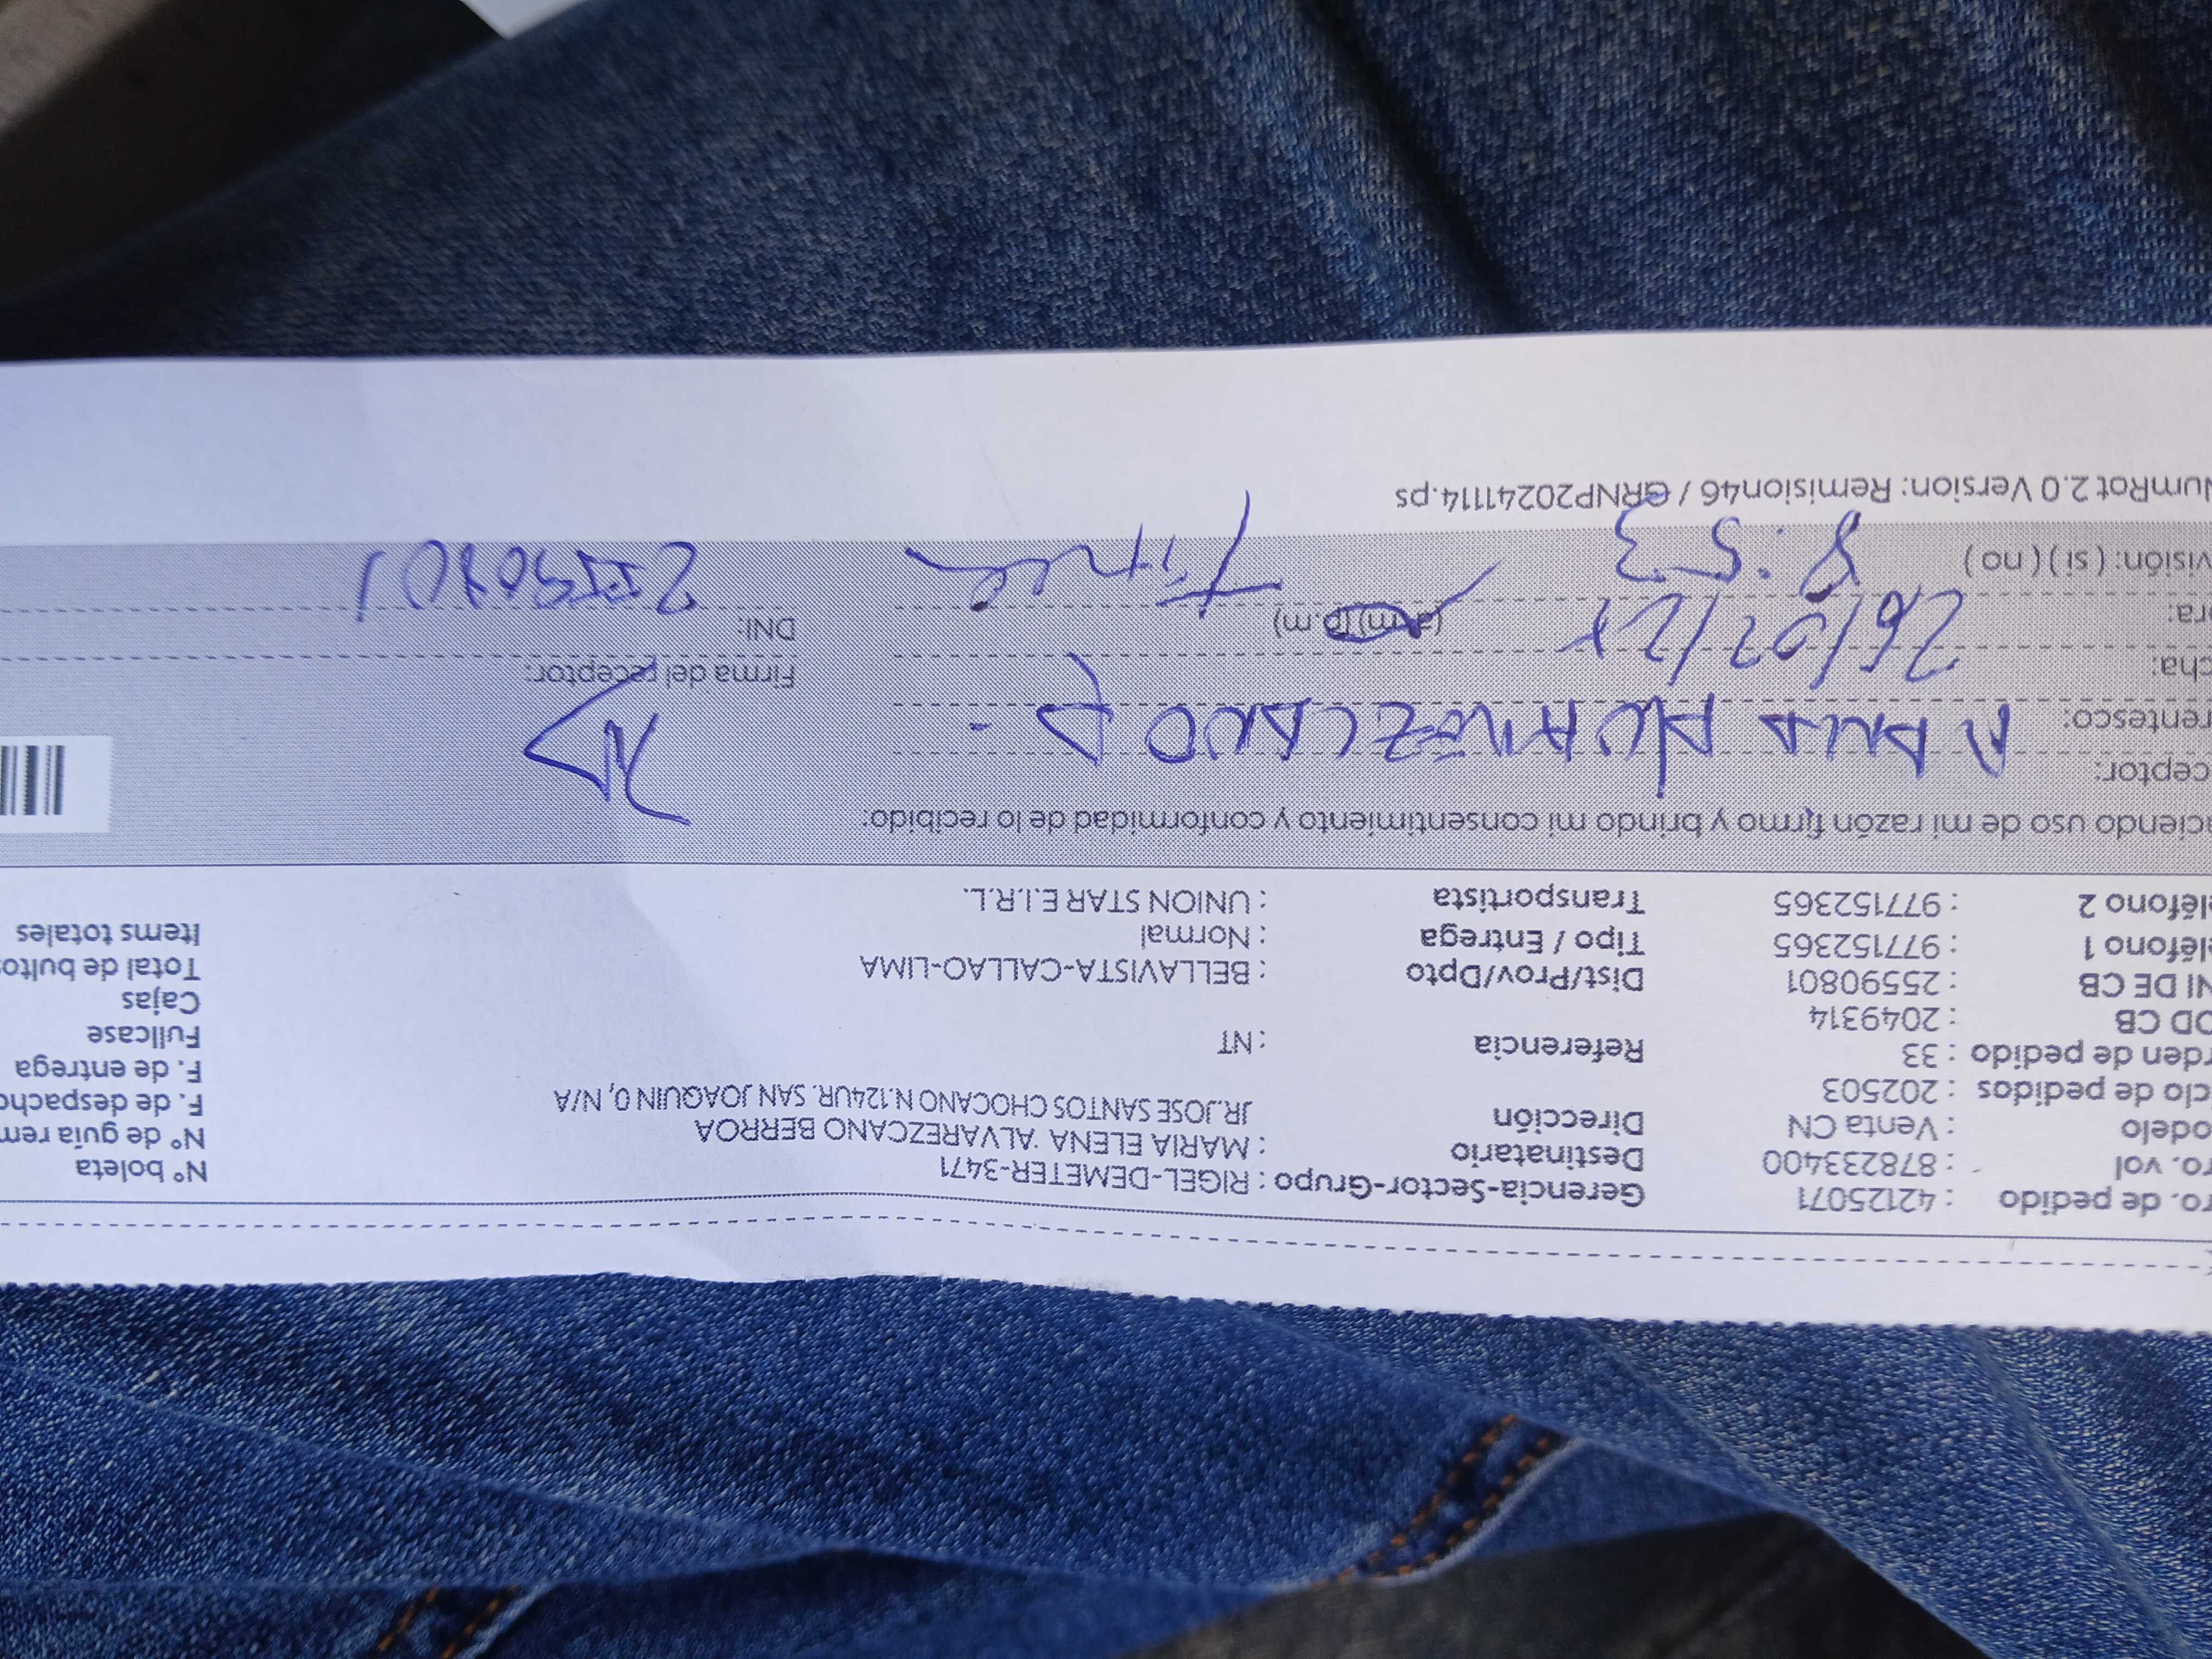 ro. de pedido : 42125071 Gerencia-Sector-Grupo : RIGEL-DEMETER-3471 N° boleta
ro. vol : 878233400 Destinatario : MARIA ELENA ALVAREZCANO BERROA N° de guía rem
odelo : Venta CN Dirección JR.JOSE SANTOS CHOCANO N.124UR. SAN JOAQUIN 0, N/A F. de despacho
clo de pedidos : 202503 F. de entrega
rden de pedido : 33 Referencia : NT Fullcase
OD CB : 2049314 Cajas
NI DE CB : 25590801 Dist/Prov/Dpto : BELLAVISTA-CALLAO-LIMA Total de bultos
léfono 1 : 977152365 Tipo / Entrega : Normal Items totales
léfono 2 : 977152365 Transportista : UNION STAR E.I.R.L.
aciendo uso de mi razón firmo y brindo mi consentimiento y conformidad de lo recibido:
ceptor: ALVAREZCANO B-
rentesco: Firma del receptor:
cha: 26/02/25 DNI:
ra: 8:53 (a.m) (p.m)
visión: ( si ) ( no ) Titular 25590801
NumRot 2.0 Version: Remision46 / GRNP20241114.ps